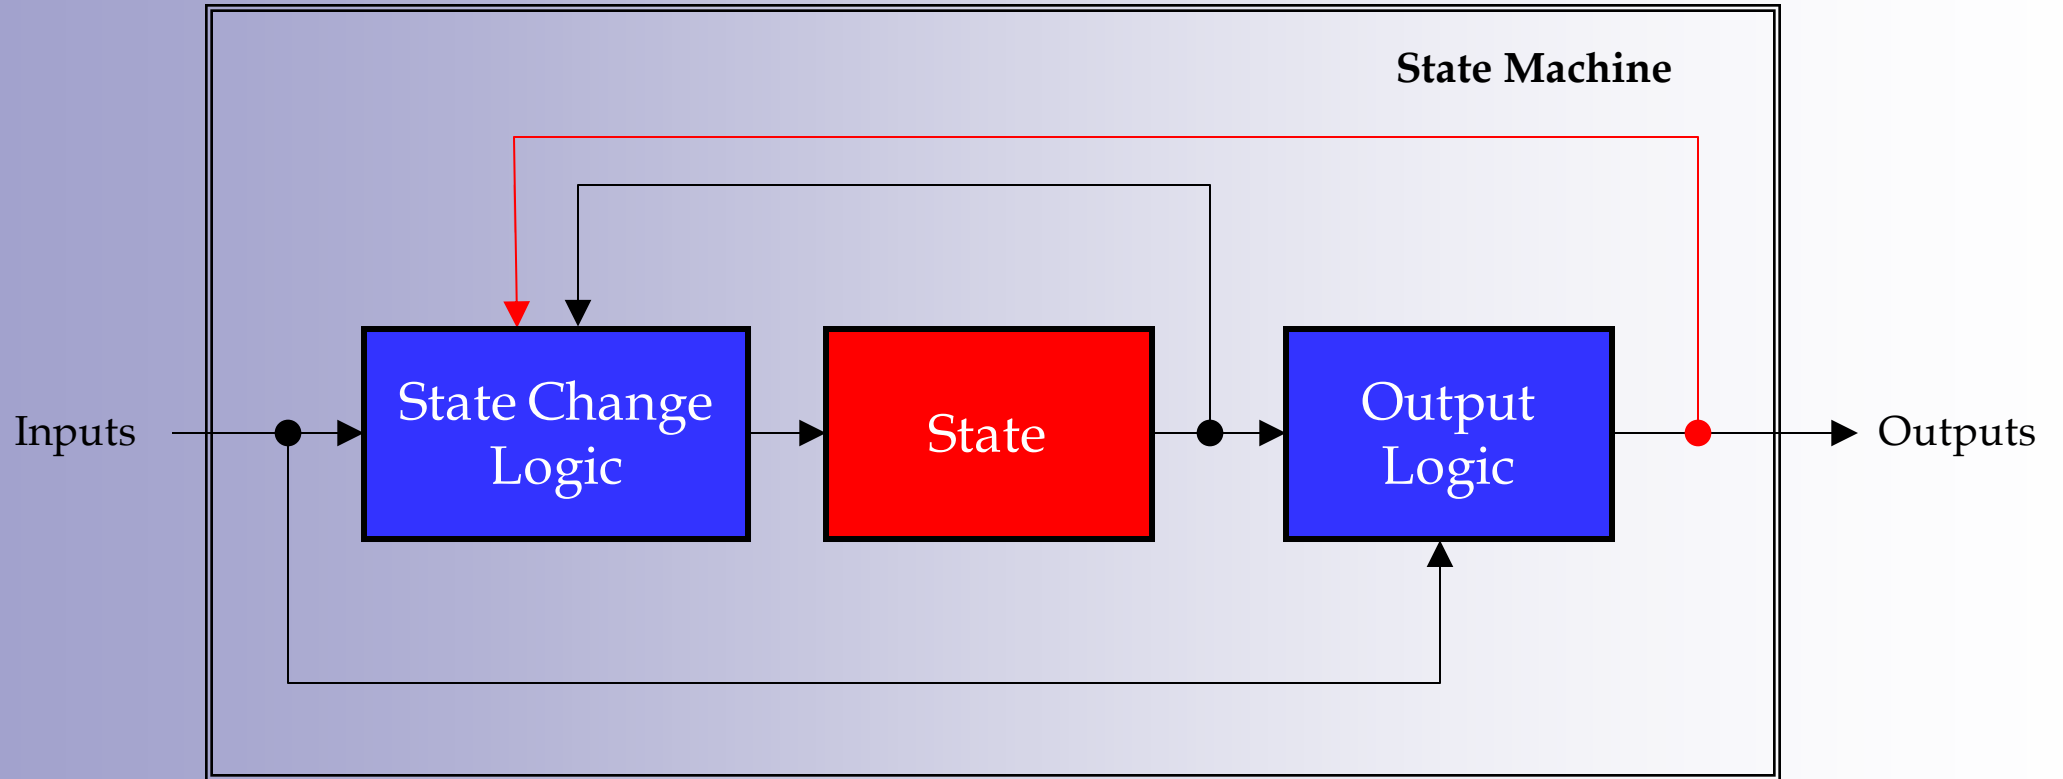 State Machine
Inputs
State Change
Logic
State
Output
Logic
Outputs